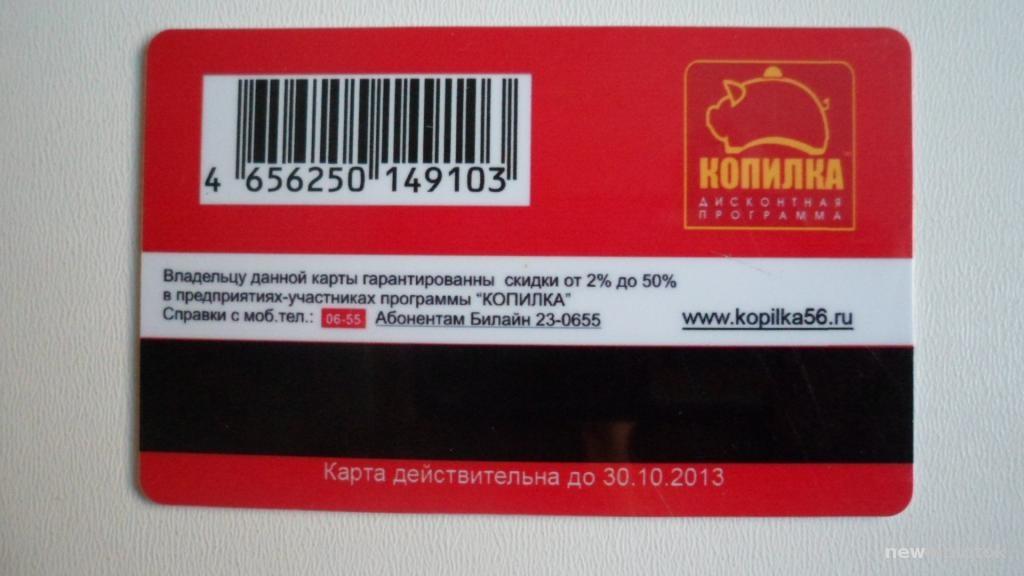 4 656250 149103
КОПИЛКА
ДИСКОНТНАЯ
ПРОГРАММА
Владельцу данной карты гарантированны скидки от 2% до 50%
в предприятиях-участниках программы "КОПИЛКА"
Справки с моб.тел.: 06-55 Абонентам Билайн 23-0655
www.kopilka56.ru
Карта действительна до 30.10.2013